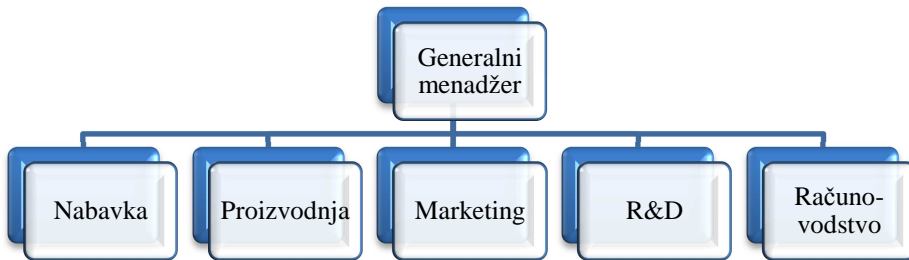 Generalni
menadžer
Nabavka
Proizvodnja
Marketing
R&D
Računo-
vodstvo